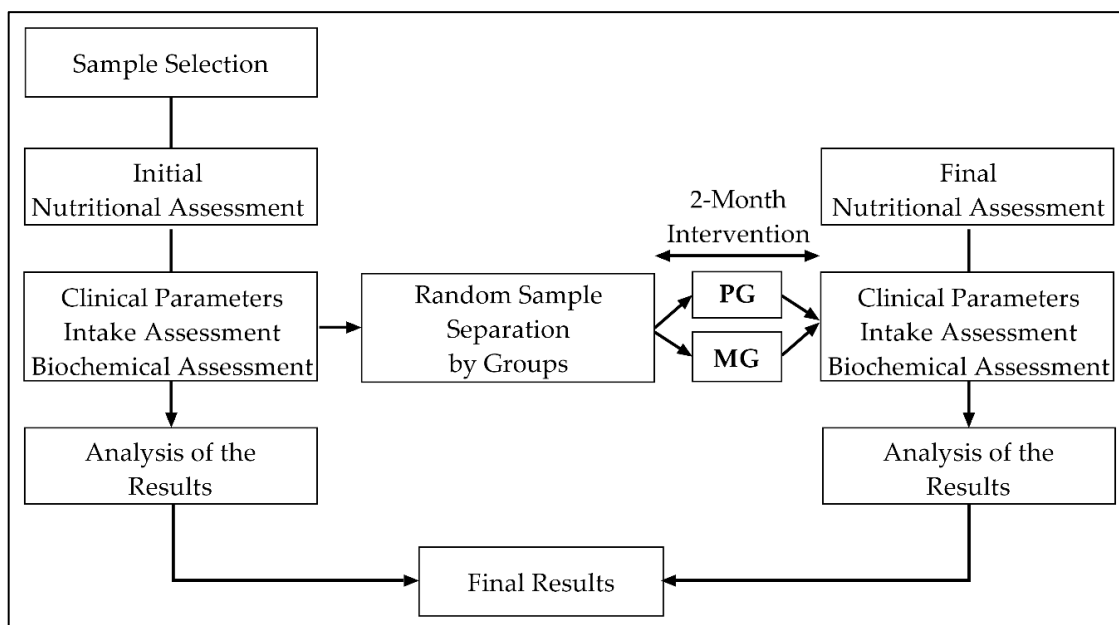 Sample Selection
Initial
Nutritional Assessment
Clinical Parameters
Intake Assessment
Biochemical Assessment
Analysis of the
Results
Random Sample
Separation
by Groups
2-Month
Intervention
PG
MG
Final
Nutritional Assessment
Clinical Parameters
Intake Assessment
Biochemical Assessment
Analysis of the
Results
Final Results